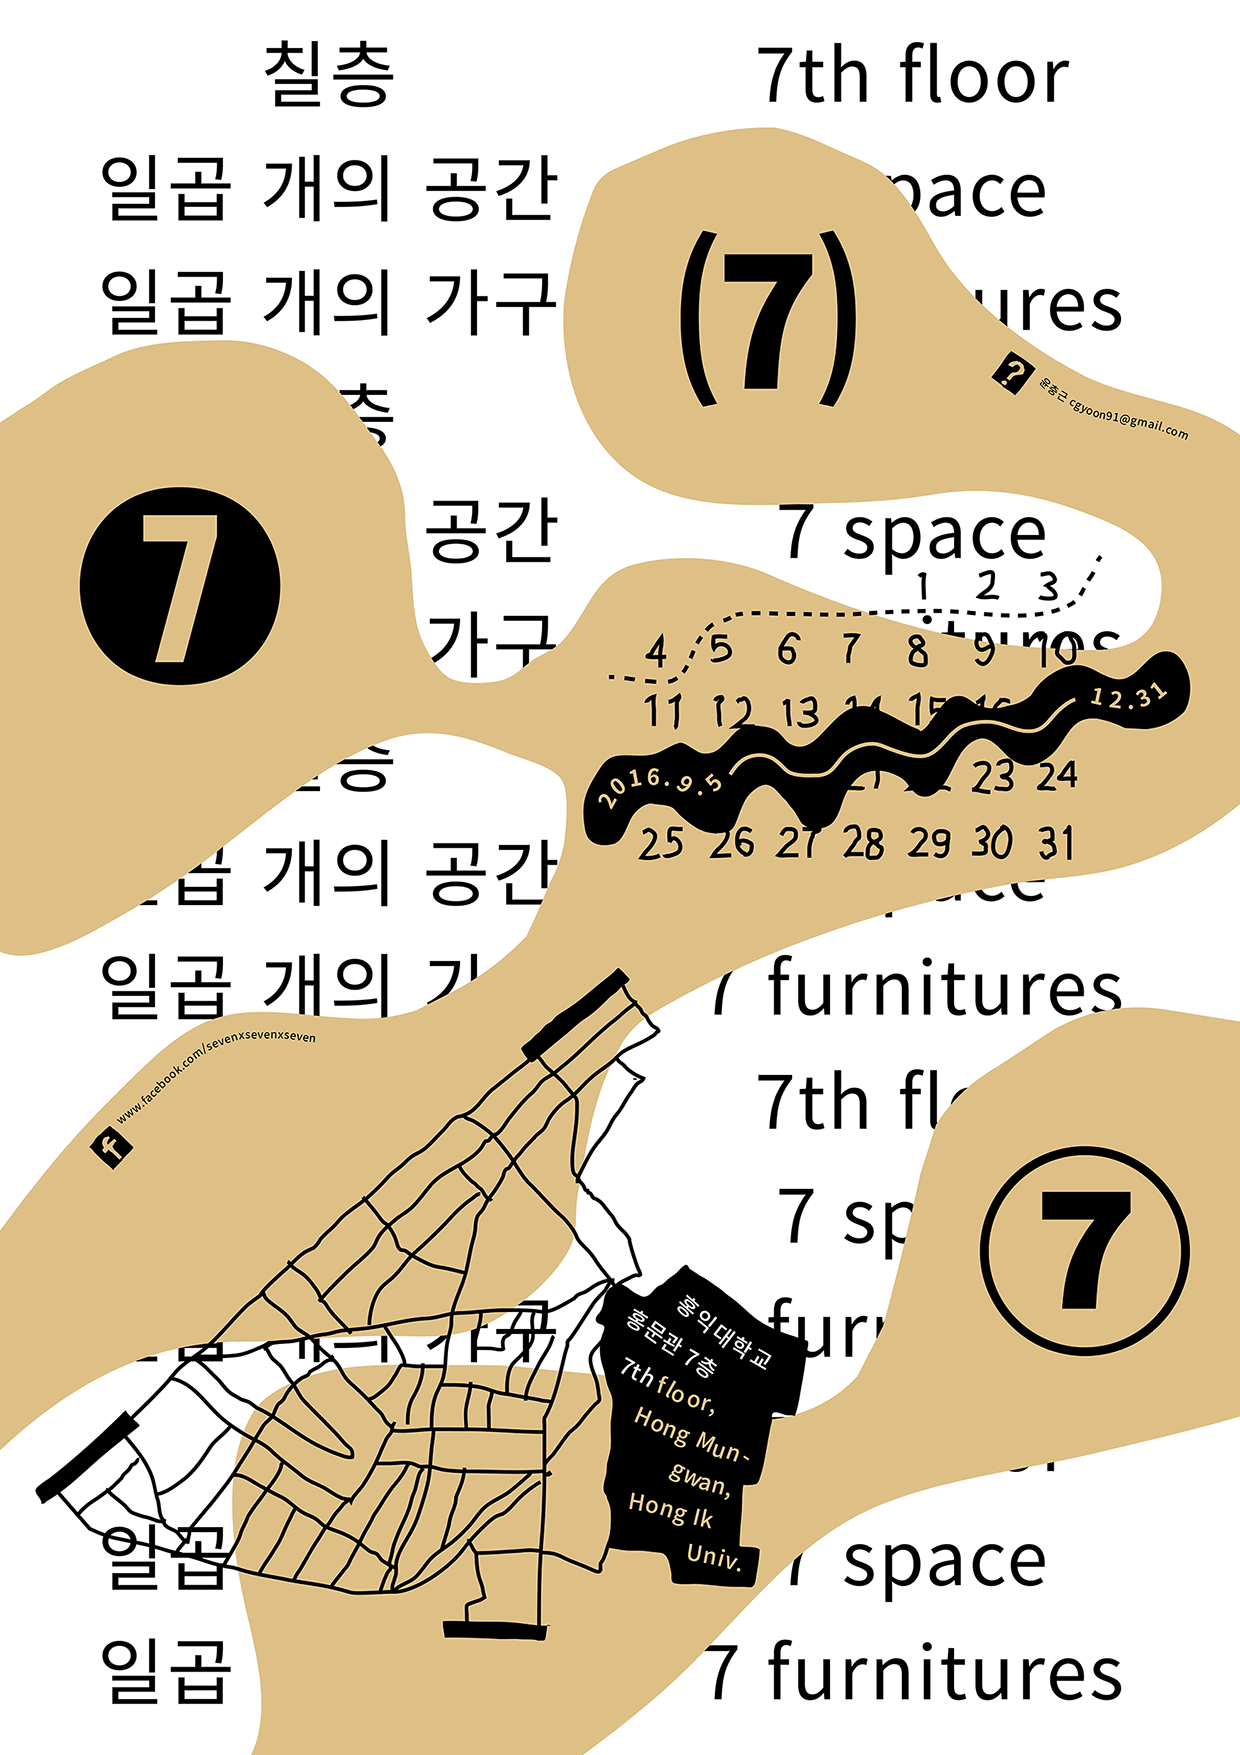 칠층 7th floor
일곱 개의 공간 pace
일곱 개의 가구 ures
(7)
? 윤충근 cgyoon91@gmail.com
층
7
공간 7 space
가구
1 2 3
4 5 6 7 8 9 10
11 12 13 14 15 16
23 24
25 26 27 28 29 30 31
2016.9.5 12.31
층
곱 개의 공간
일곱 개의 7 furnitures
www.facebook.com/sevenxsevenxseven
f
7th flo
7 sp
7
개의 가구 furn
홍익대학교
홍문관 7층
7th floor,
Hong Mun-
gwan,
Hong Ik
Univ.
일곱 7 space
일곱 7 furnitures